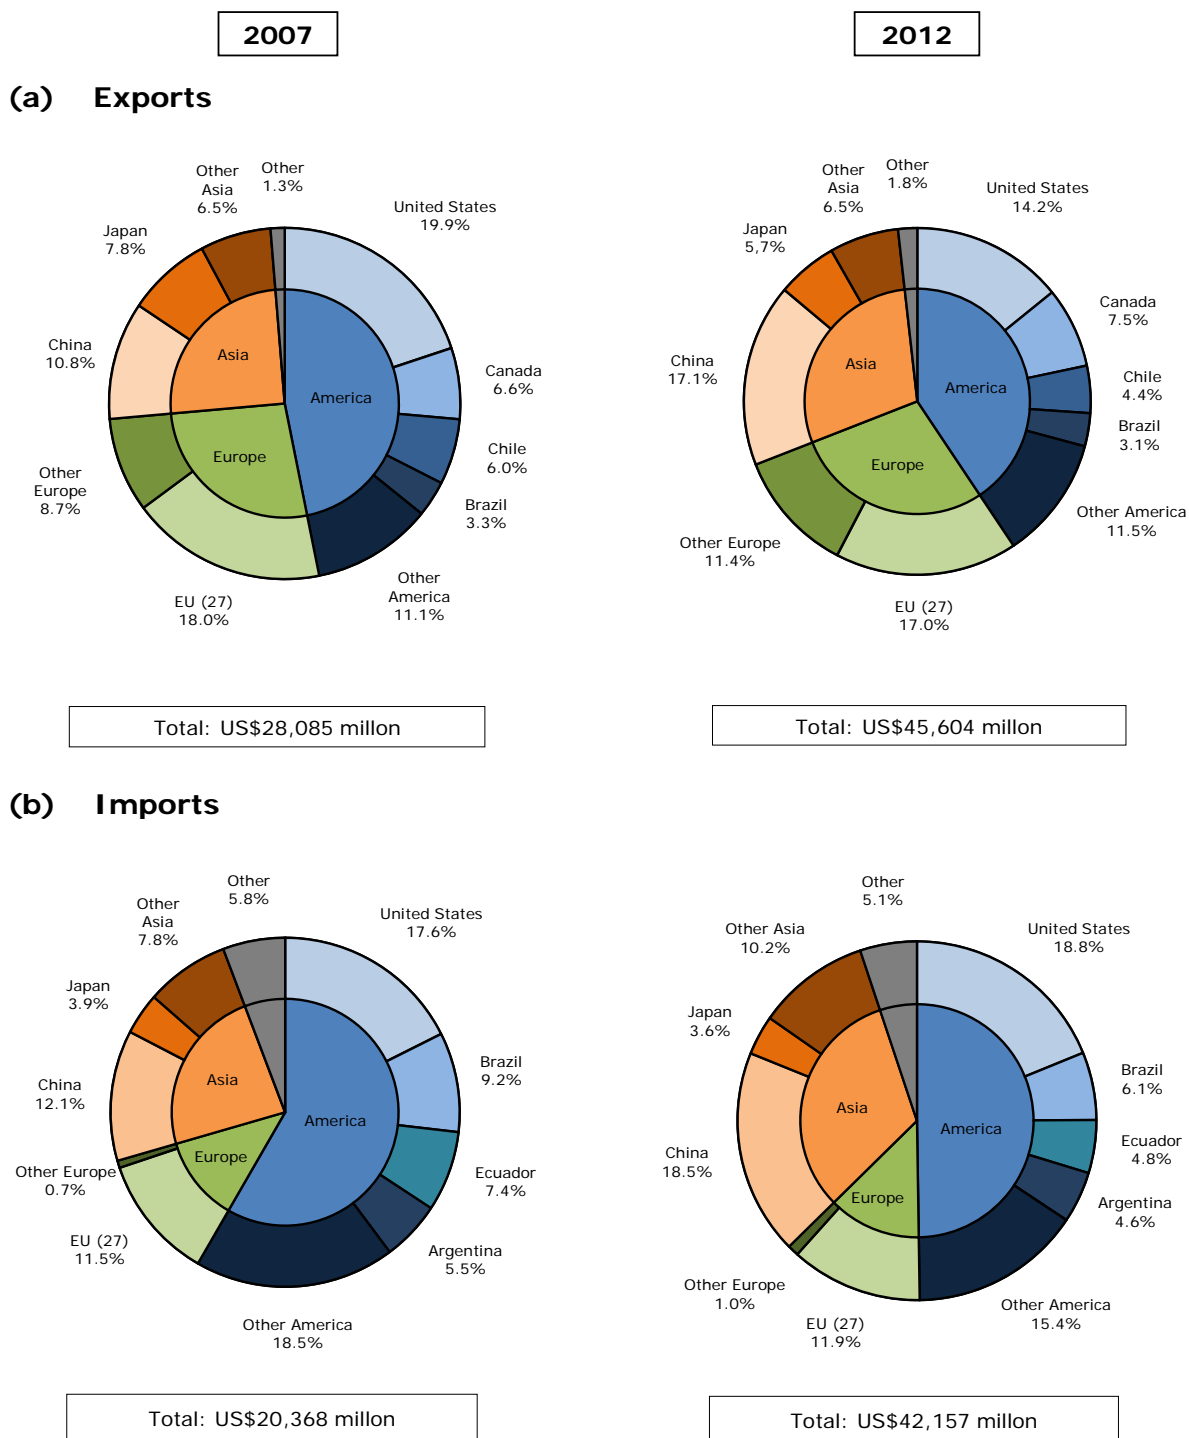 2007
2012
(a) Exports
Other
1.3%
Other
Asia
6.5%
United States
19.9%
Japan
7.8%
China
10.8%
Asia
America
Canada
6.6%
Europe
Chile
6.0%
Other
Europe
8.7%
Brazil
3.3%
Other
America
11.1%
EU (27)
18.0%
Total: US$28,085 millon
Other
1.8%
Other
Asia
6.5%
United States
14.2%
Japan
5,7%
Canada
7.5%
China
17.1%
Asia
America
Chile
4.4%
Brazil
3.1%
Europe
Other America
11.5%
Other Europe
11.4%
EU (27)
17.0%
Total: US$45,604 millon
(b) Imports
Other
5.8%
Other
Asia
7.8%
United States
17.6%
Japan
3.9%
Brazil
9.2%
China
12.1%
Asia
America
Europe
Other Europe
0.7%
Ecuador
7.4%
EU (27)
11.5%
Argentina
5.5%
Other America
18.5%
Total: US$20,368 millon
Other
5.1%
Other Asia
10.2%
United States
18.8%
Japan
3.6%
Brazil
6.1%
Asia
America
China
18.5%
Ecuador
4.8%
Europe
Argentina
4.6%
Other Europe
1.0%
Other America
15.4%
EU (27)
11.9%
Total: US$42,157 millon